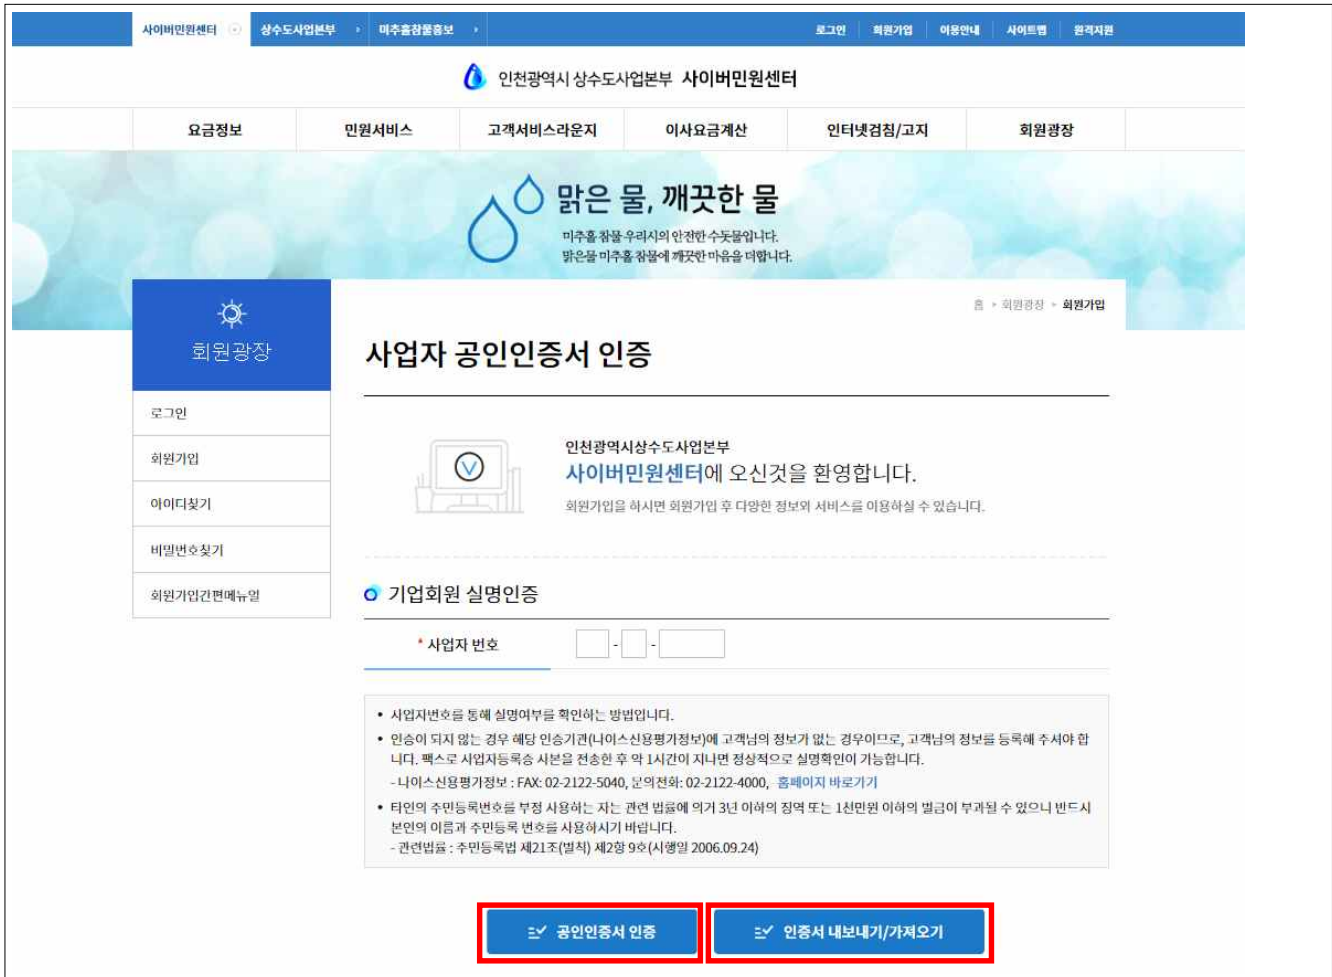 사이버민원센터 상수도사업본부 미추홀참물홍보 로그인 회원가입 이용안내 사이트맵 원격지원
인천광역시 상수도사업본부 사이버민원센터
요금정보 민원서비스 고객서비스라운지 이사요금계산 인터넷검침/고지 회원광장
맑은 물, 깨끗한 물
미추홀 참물 우리시의 안전한 수돗물입니다.
맑은물 미추홀 참물에 깨끗한 마음을 더합니다.
홈 > 회원광장 > 회원가입
회원광장
로그인
회원가입
아이디찾기
비밀번호찾기
회원가입간편메뉴얼
사업자 공인인증서 인증
인천광역시상수도사업본부
사이버민원센터에 오신것을 환영합니다.
회원가입을 하시면 회원가입 후 다양한 정보와 서비스를 이용하실 수 있습니다.
기업회원 실명인증
* 사업자 번호 - -
• 사업자번호를 통해 실명여부를 확인하는 방법입니다.
• 인증이 되지 않는 경우 해당 인증기관(나이스신용평가정보)에 고객님의 정보가 없는 경우이므로, 고객님의 정보를 등록해 주셔야 합
니다. 팩스로 사업자등록증 사본을 전송한 후 약 1시간이 지나면 정상적으로 실명확인이 가능합니다.
- 나이스신용평가정보 : FAX: 02-2122-5040, 문의전화: 02-2122-4000, 홈페이지 바로가기
• 타인의 주민등록번호를 부정 사용하는 자는 관련 법률에 의거 3년 이하의 징역 또는 1천만원 이하의 벌금이 부과될 수 있으니 반드시
본인의 이름과 주민등록 번호를 사용하시기 바랍니다.
- 관련법률 : 주민등록법 제21조(벌칙) 제2항 9호(시행일 2006.09.24)
공인인증서 인증 인증서 내보내기/가져오기